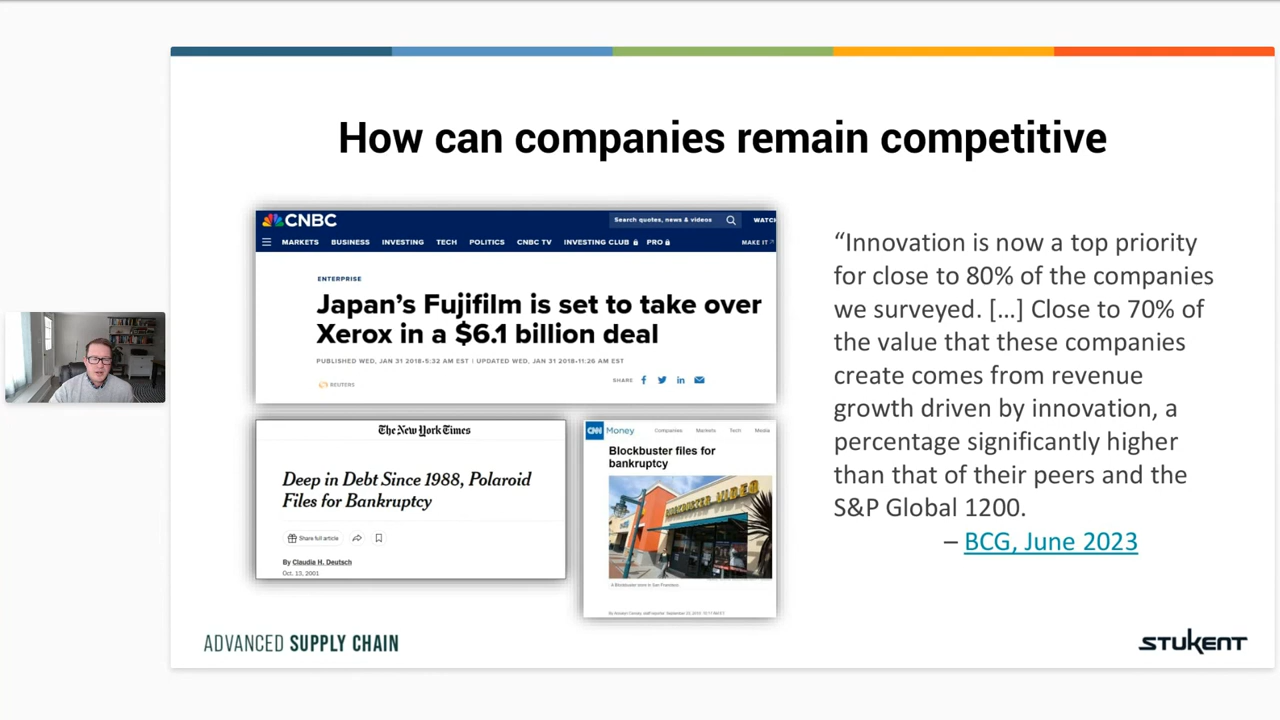 How can companies remain competitive
CNBC
Search quotes, news & videos
WATCH
MARKETS BUSINESS INVESTING TECH POLITICS CNBC TV INVESTING CLUB PRO
MAKE IT
ENTERPRISE
Japan's Fujifilm is set to take over
Xerox in a $6.1 billion deal
PUBLISHED WED, JAN 31 2018•5:32 AM EST | UPDATED WED, JAN 31 2018•11:26 AM EST
REUTERS
SHARE
The New York Times
Deep in Debt Since 1988, Polaroid
Files for Bankruptcy
Share full article
By Claudia H. Deutsch
Oct. 13, 2001
CNN Money
Companies Markets Tech Media
Blockbuster files for
bankruptcy
BLOCKBUSTER VIDEO
A Blockbuster store in San Francisco
“Innovation is now a top priority
for close to 80% of the companies
we surveyed. […] Close to 70% of
the value that these companies
create comes from revenue
growth driven by innovation, a
percentage significantly higher
than that of their peers and the
S&P Global 1200.
– BCG, June 2023
ADVANCED SUPPLY CHAIN
STUKENT